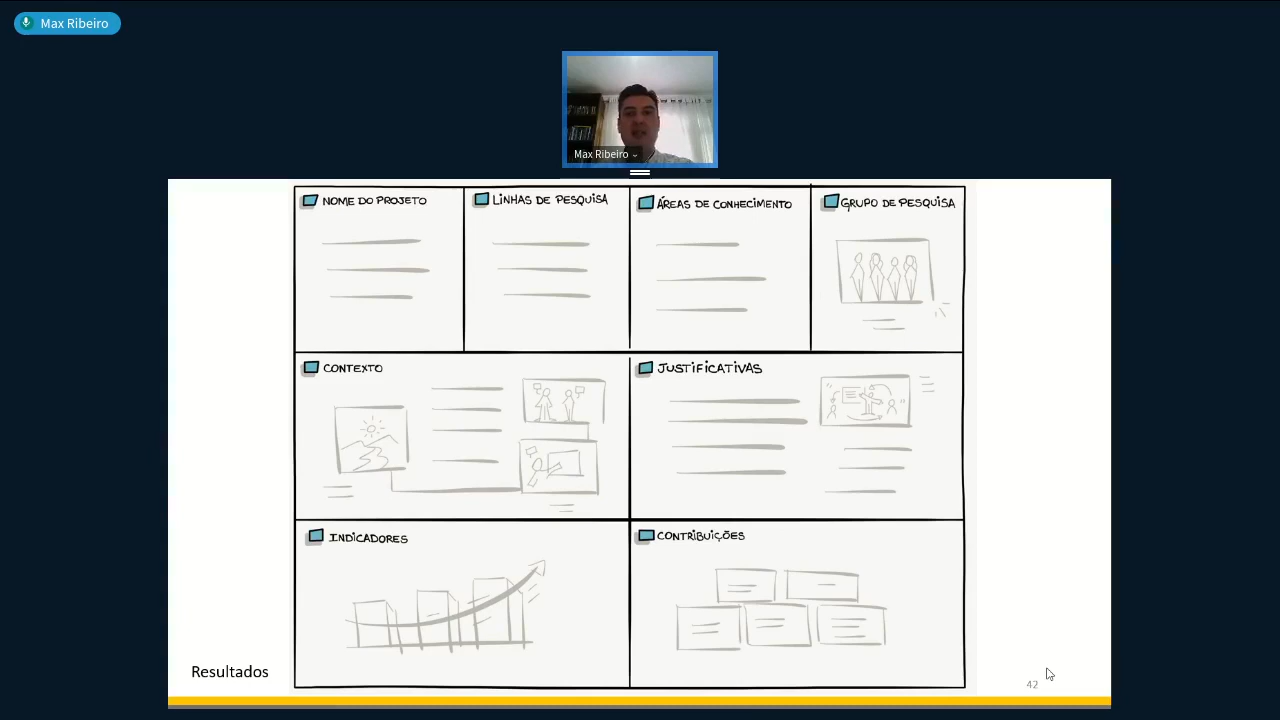 Max Ribeiro
Max Ribeiro
NOME DO PROJETO
LINHAS DE PESQUISA
ÁREAS DE CONHECIMENTO
GRUPO DE PESQUISA
CONTEXTO
JUSTIFICATIVAS
INDICADORES
CONTRIBUIÇÕES
Resultados
42